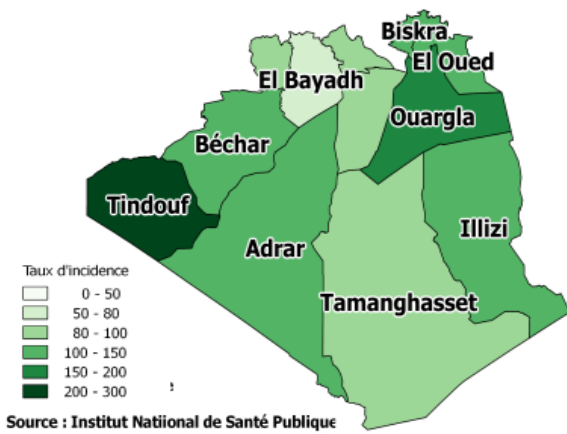 Biskra
El Oued
El Bayadh
Ouargla
Béchar
Tindouf
Illizi
Adrar
Tamanghasset
Taux d'incidence
0 - 50
50 - 80
80 - 100
100 - 150
150 - 200
200 - 300
Source : Institut Natiional de Santé Publique